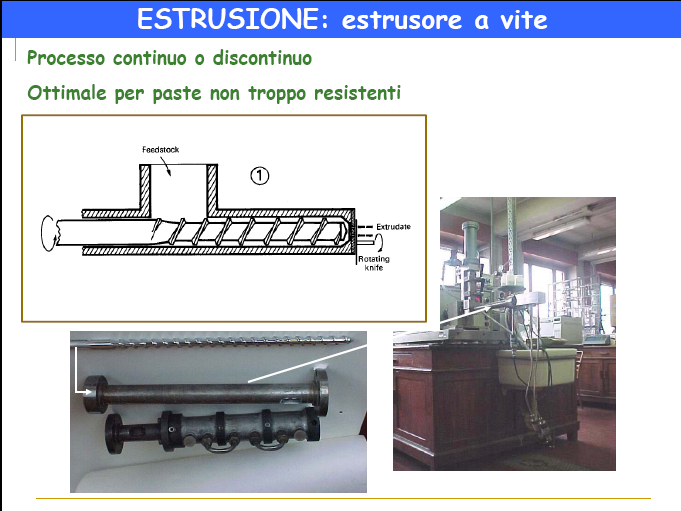 ESTRUSIONE: estrusore a vite
Processo continuo o discontinuo
Ottimale per paste non troppo resistenti
Feedstock
1
Extrudate
Rotating
knife